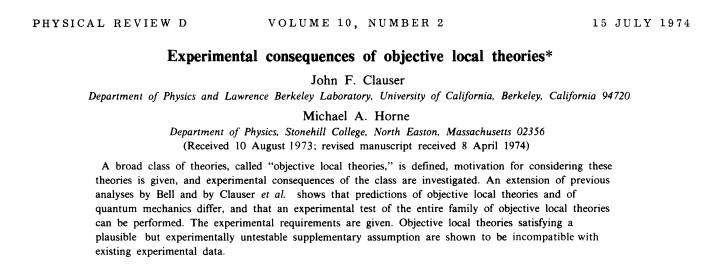 PHYSICAL REVIEW D VOLUME 10, NUMBER 2 15 JULY 1974
Experimental consequences of objective local theories*
John F. Clauser
Department of Physics and Lawrence Berkeley Laboratory, University of California, Berkeley, California 94720
Michael A. Horne
Department of Physics, Stonehill College, North Easton, Massachusetts 02356
(Received 10 August 1973; revised manuscript received 8 April 1974)
A broad class of theories, called "objective local theories," is defined, motivation for considering these
theories is given, and experimental consequences of the class are investigated. An extension of previous
analyses by Bell and by Clauser et al. shows that predictions of objective local theories and of
quantum mechanics differ, and that an experimental test of the entire family of objective local theories
can be performed. The experimental requirements are given. Objective local theories satisfying a
plausible but experimentally untestable supplementary assumption are shown to be incompatible with
existing experimental data.